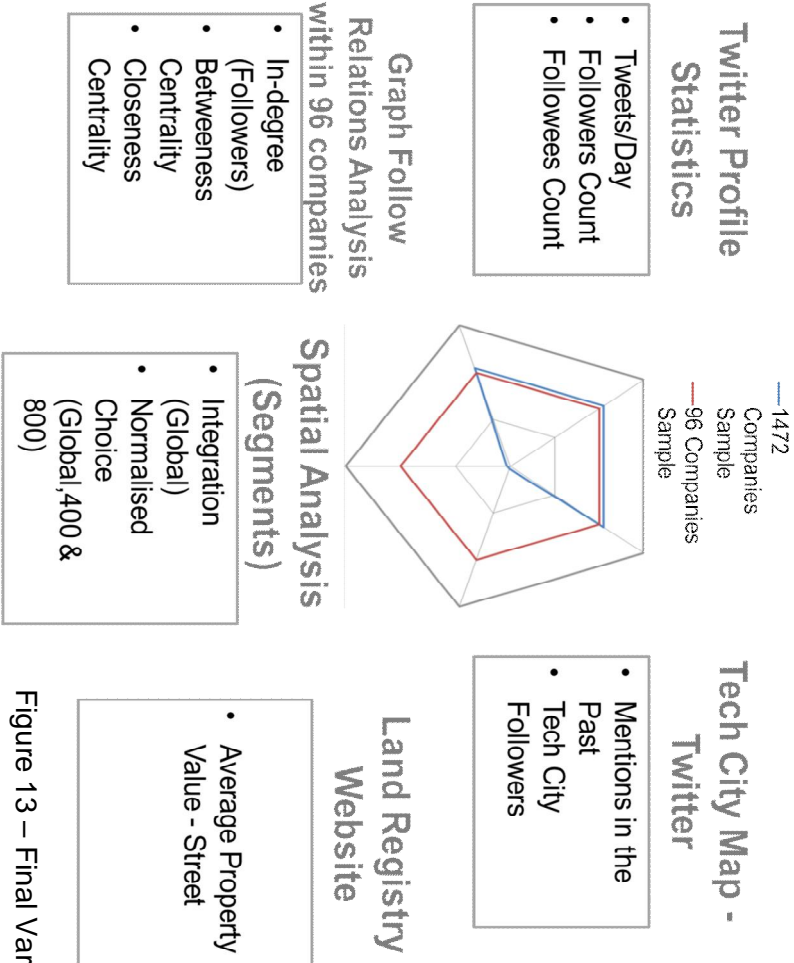 1472
Companies
Sample
96 Companies
Sample
Twitter Profile
Statistics
• Tweets/Day
• Followers Count
• Followees Count
Tech City Map -
Twitter
• Mentions in the
Past
• Tech City
Followers
Graph Follow
Relations Analysis
within 96 companies
• In-degree
(Followers)
• Betweeness
Centrality
• Closeness
Centrality
Spatial Analysis
(Segments)
• Integration
(Global)
• Normalised
Choice
(Global,400 &
800)
Land Registry
Website
• Average Property
Value - Street
Figure 13 – Final